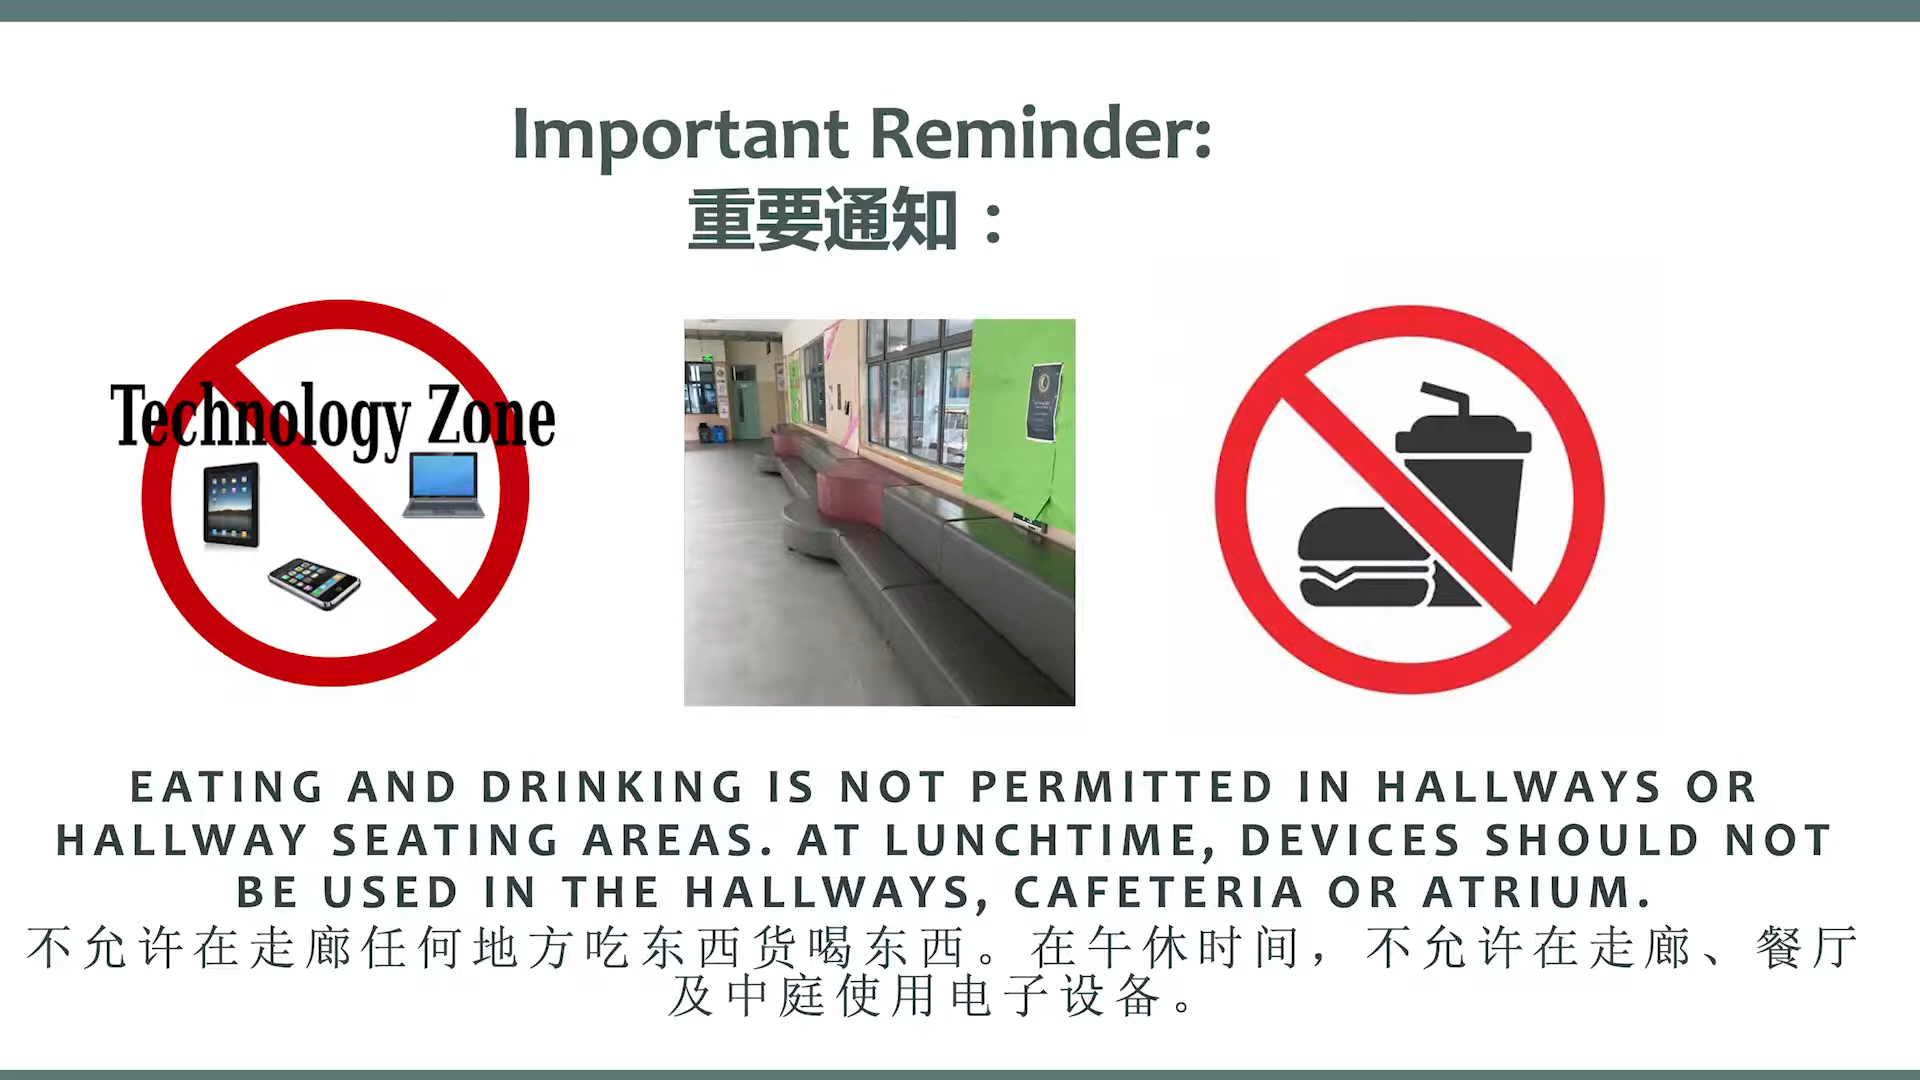 Important Reminder:
重要通知：
Technology Zone
EATING AND DRINKING IS NOT PERMITTED IN HALLWAYS OR
HALLWAY SEATING AREAS. AT LUNCHTIME, DEVICES SHOULD NOT
BE USED IN THE HALLWAYS, CAFETERIA OR ATRIUM.
不允许在走廊任何地方吃东西货喝东西。在午休时间，不允许在走廊、餐厅
及中庭使用电子设备。